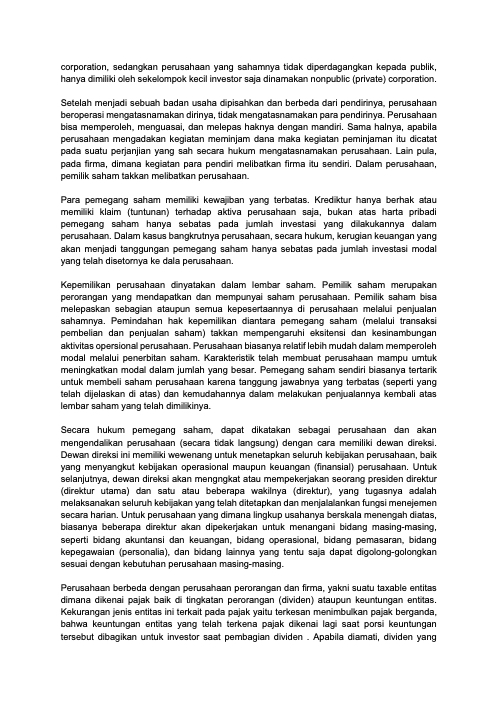 corporation, sedangkan perusahaan yang sahamnya tidak diperdagangkan kepada publik,
hanya dimiliki oleh sekelompok kecil investor saja dinamakan nonpublic (private) corporation.
Setelah menjadi sebuah badan usaha dipisahkan dan berbeda dari pendirinya, perusahaan
beroperasi mengatasnamakan dirinya, tidak mengatasnamakan para pendirinya. Perusahaan
bisa memperoleh, menguasai, dan melepas haknya dengan mandiri. Sama halnya, apabila
perusahaan mengadakan kegiatan meminjam dana maka kegiatan peminjaman itu dicatat
pada suatu perjanjian yang sah secara hukum mengatasnamakan perusahaan. Lain pula,
pada firma, dimana kegiatan para pendiri melibatkan firma itu sendiri. Dalam perusahaan,
pemilik saham takkan melibatkan perusahaan.
Para pemegang saham memiliki kewajiban yang terbatas. Krediktur hanya berhak atau
memiliki klaim (tuntunan) terhadap aktiva perusahaan saja, bukan atas harta pribadi
pemegang saham hanya sebatas pada jumlah investasi yang dilakukannya dalam
perusahaan. Dalam kasus bangkrutnya perusahaan, secara hukum, kerugian keuangan yang
akan menjadi tanggungan pemegang saham hanya sebatas pada jumlah investasi modal
yang telah disetornya ke dala perusahaan.
Kepemilikan perusahaan dinyatakan dalam lembar saham. Pemilik saham merupakan
perorangan yang mendapatkan dan mempunyai saham perusahaan. Pemilik saham bisa
melepaskan sebagian ataupun semua kepesertaannya di perusahaan melalui penjualan
sahamnya. Pemindahan hak kepemilikan diantara pemegang saham (melalui transaksi
pembelian dan penjualan saham) takkan mempengaruhi eksitensi dan kesinambungan
aktivitas opersional perusahaan. Perusahaan biasanya relatif lebih mudah dalam memperoleh
modal melalui penerbitan saham. Karakteristik telah membuat perusahaan mampu umtuk
meningkatkan modal dalam jumlah yang besar. Pemegang saham sendiri biasanya tertarik
untuk membeli saham perusahaan karena tanggung jawabnya yang terbatas (seperti yang
telah dijelaskan di atas) dan kemudahannya dalam melakukan penjualannya kembali atas
lembar saham yang telah dimilikinya.
Secara hukum pemegang saham, dapat dikatakan sebagai perusahaan dan akan
mengendalikan perusahaan (secara tidak langsung) dengan cara memiliki dewan direksi.
Dewan direksi ini memiliki wewenang untuk menetapkan seluruh kebijakan perusahaan, baik
yang menyangkut kebijakan operasional maupun keuangan (finansial) perusahaan. Untuk
selanjutnya, dewan direksi akan mengngkat atau mempekerjakan seorang presiden direktur
(direktur utama) dan satu atau beberapa wakilnya (direktur), yang tugasnya adalah
melaksanakan seluruh kebijakan yang telah ditetapkan dan menjalalankan fungsi menejemen
secara harian. Untuk perusahaan yang dimana lingkup usahanya berskala menengah diatas,
biasanya beberapa direktur akan dipekerjakan untuk menangani bidang masing-masing,
seperti bidang akuntansi dan keuangan, bidang operasional, bidang pemasaran, bidang
kepegawaian (personalia), dan bidang lainnya yang tentu saja dapat digolong-golongkan
sesuai dengan kebutuhan perusahaan masing-masing.
Perusahaan berbeda dengan perusahaan perorangan dan firma, yakni suatu taxable entitas
dimana dikenai pajak baik di tingkatan perorangan (dividen) ataupun keuntungan entitas.
Kekurangan jenis entitas ini terkait pada pajak yaitu terkesan menimbulkan pajak berganda,
bahwa keuntungan entitas yang telah terkena pajak dikenai lagi saat porsi keuntungan
tersebut dibagikan untuk investor saat pembagian dividen . Apabila diamati, dividen yang